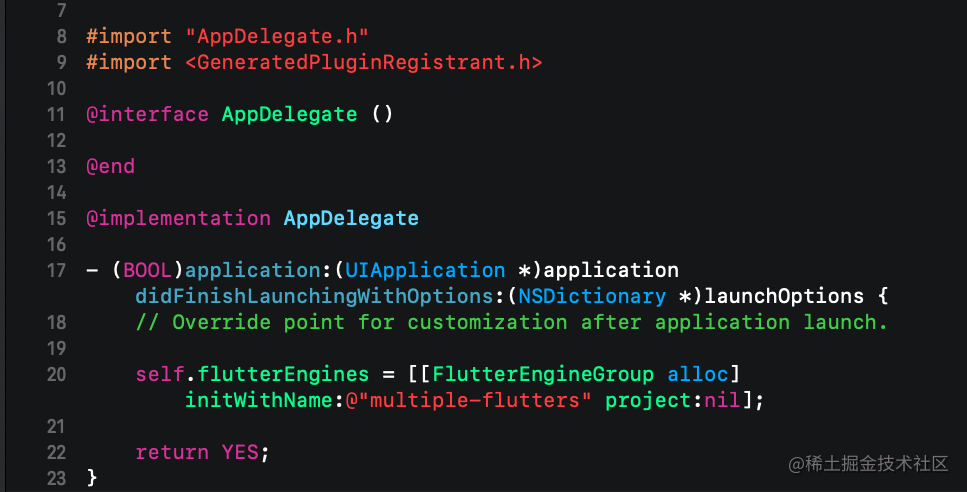 7
8 #import "AppDelegate.h"
9 #import <GeneratedPluginRegistrant.h>
10
11 @interface AppDelegate ()
12
13 @end
14
15 @implementation AppDelegate
16
17 - (BOOL)application:(UIApplication *)application
didFinishLaunchingWithOptions:(NSDictionary *)launchOptions {
18 // Override point for customization after application launch.
19
20 self.flutterEngines = [[FlutterEngineGroup alloc]
initWithName:@"multiple-flutters" project:nil];
21
22 return YES;
23 }
@稀土掘金技术社区